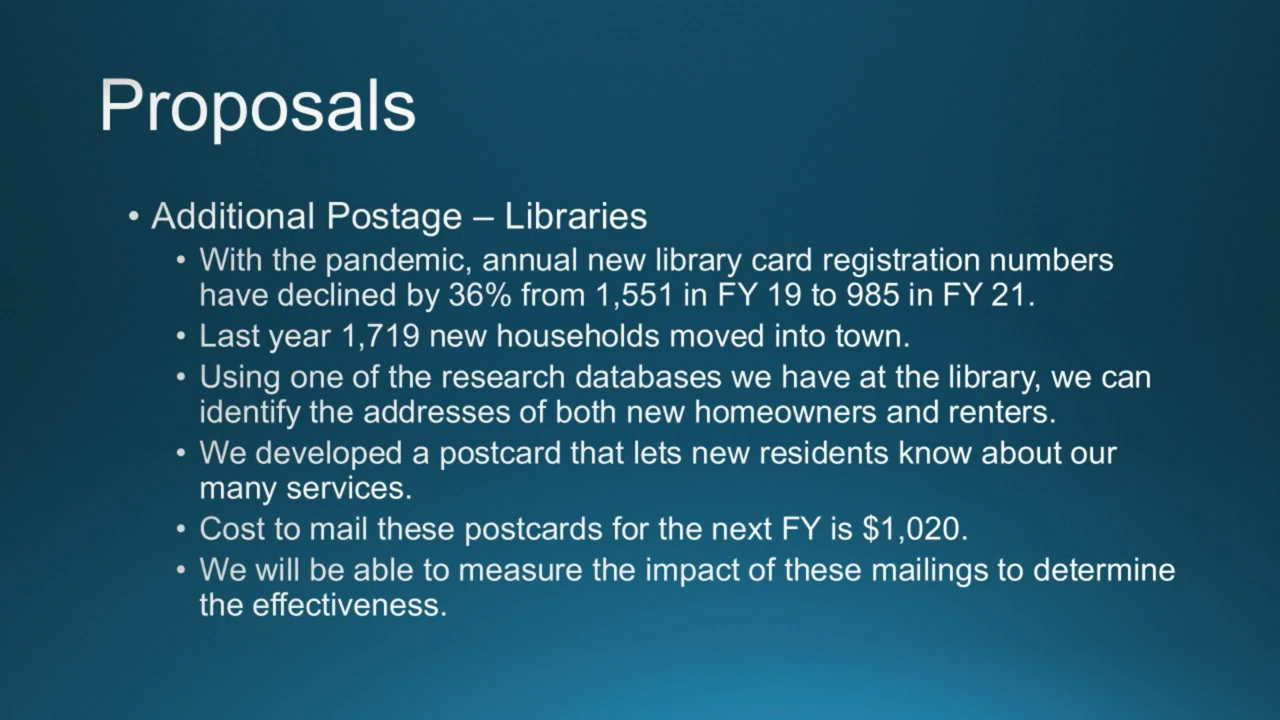 Proposals
• Additional Postage – Libraries
• With the pandemic, annual new library card registration numbers
have declined by 36% from 1,551 in FY 19 to 985 in FY 21.
• Last year 1,719 new households moved into town.
• Using one of the research databases we have at the library, we can
identify the addresses of both new homeowners and renters.
• We developed a postcard that lets new residents know about our
many services.
• Cost to mail these postcards for the next FY is $1,020.
• We will be able to measure the impact of these mailings to determine
the effectiveness.